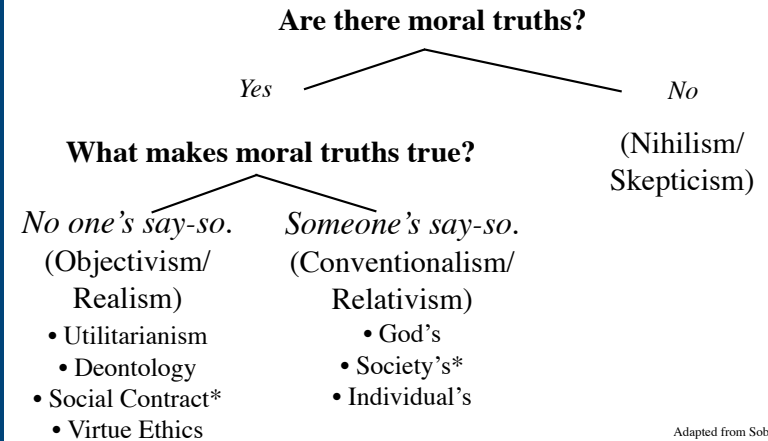 Are there moral truths?
Yes
No
What makes moral truths true?
(Nihilism/
Skepticism)
No one's say-so.
(Objectivism/
Realism)
• Utilitarianism
• Deontology
• Social Contract*
• Virtue Ethics
Someone's say-so.
(Conventionalism/
Relativism)
• God's
• Society's*
• Individual's
Adapted from Sob